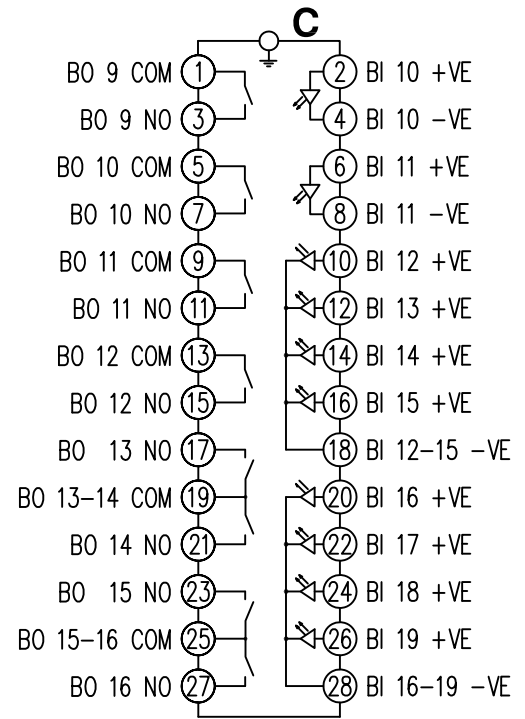 C
BO 9 COM 1 2 BI 10 +VE
BO 9 NO 3 4 BI 10 -VE
BO 10 COM 5 6 BI 11 +VE
BO 10 NO 7 8 BI 11 -VE
BO 11 COM 9 10 BI 12 +VE
BO 11 NO 11 12 BI 13 +VE
BO 12 COM 13 14 BI 14 +VE
BO 12 NO 15 16 BI 15 +VE
BO 13 NO 17 18 BI 12-15 -VE
BO 13-14 COM 19 20 BI 16 +VE
BO 14 NO 21 22 BI 17 +VE
BO 15 NO 23 24 BI 18 +VE
BO 15-16 COM 25 26 BI 19 +VE
BO 16 NO 27 28 BI 16-19 -VE